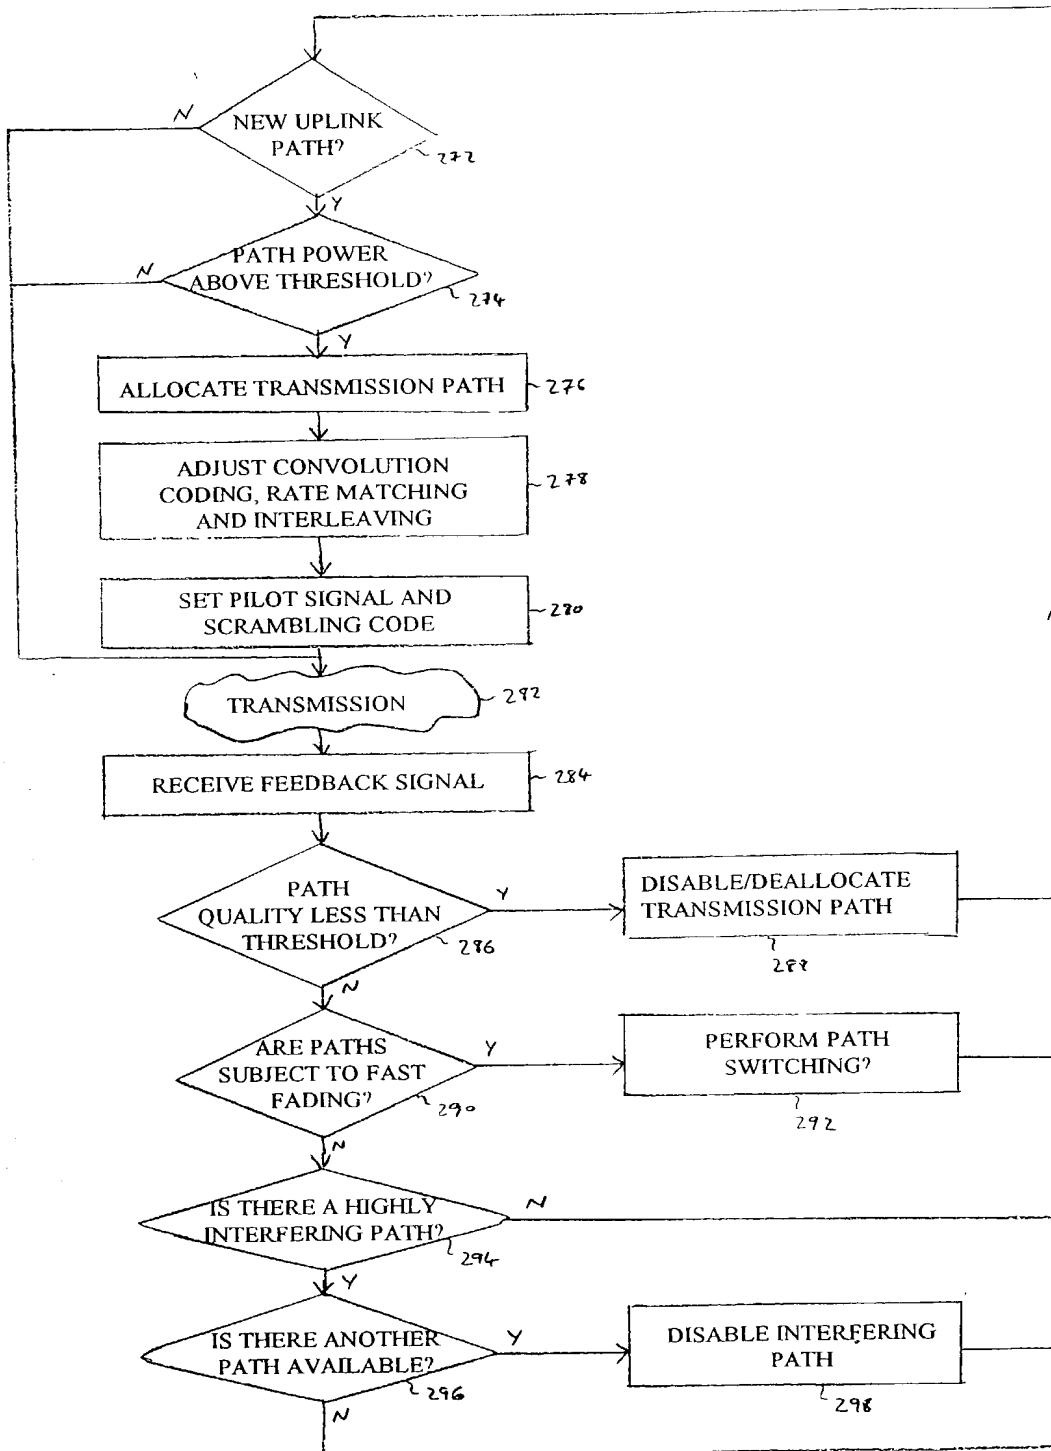 N
NEW UPLINK
PATH?
272
Y
N
PATH POWER
ABOVE THRESHOLD?
274
Y
ALLOCATE TRANSMISSION PATH
276
ADJUST CONVOLUTION
CODING, RATE MATCHING
AND INTERLEAVING
278
SET PILOT SIGNAL AND
SCRAMBLING CODE
280
TRANSMISSION
282
RECEIVE FEEDBACK SIGNAL
284
PATH
QUALITY LESS THAN
THRESHOLD?
286
Y
DISABLE/DEALLOCATE
TRANSMISSION PATH
288
N
ARE PATHS
SUBJECT TO FAST
FADING?
290
Y
PERFORM PATH
SWITCHING?
292
N
IS THERE A HIGHLY
INTERFERING PATH?
294
N
Y
IS THERE ANOTHER
PATH AVAILABLE?
296
Y
DISABLE INTERFERING
PATH
298
N